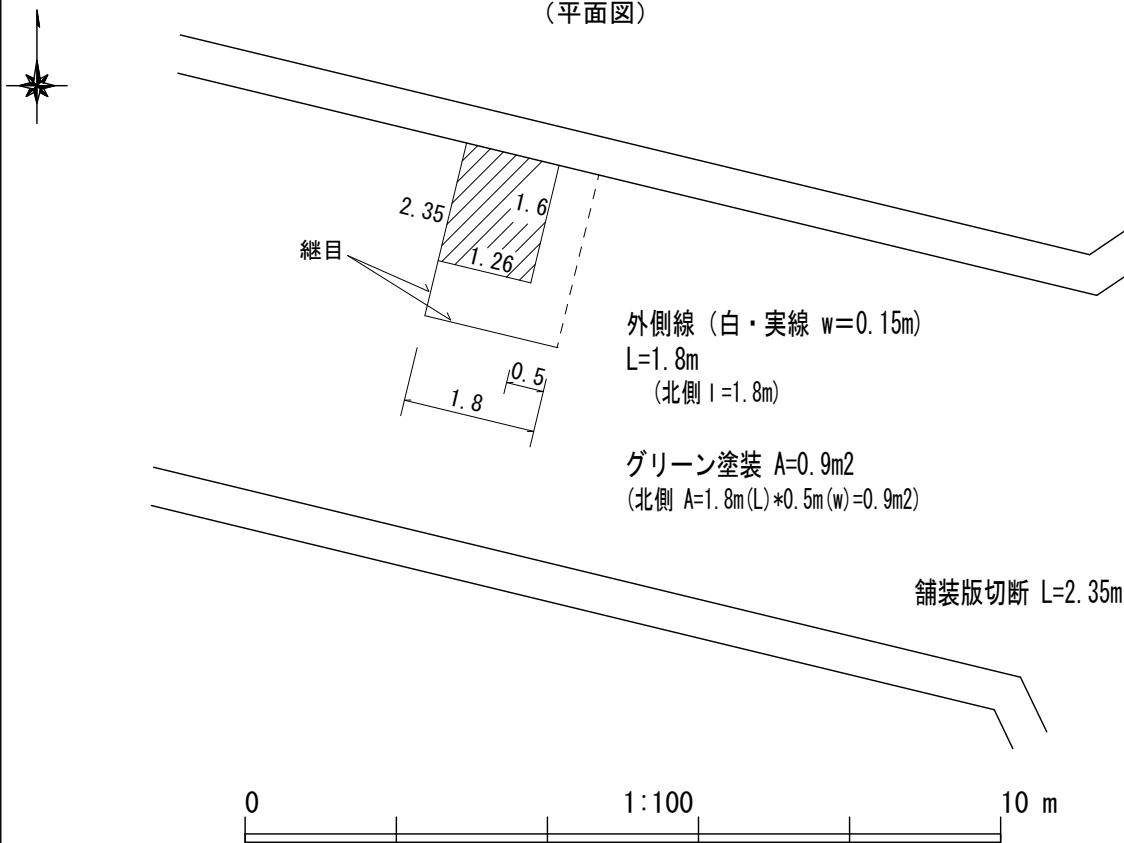 (平面図)
2.35
1.6
1.26
継目
外側線 (白・実線 w=0.15m)
L=1.8m
(北側 l=1.8m)
0.5
1.8
グリーン塗装 A=0.9m2
(北側 A=1.8m(L)*0.5m(w)=0.9m2)
舗装版切断 L=2.35m
0 1:100 10 m